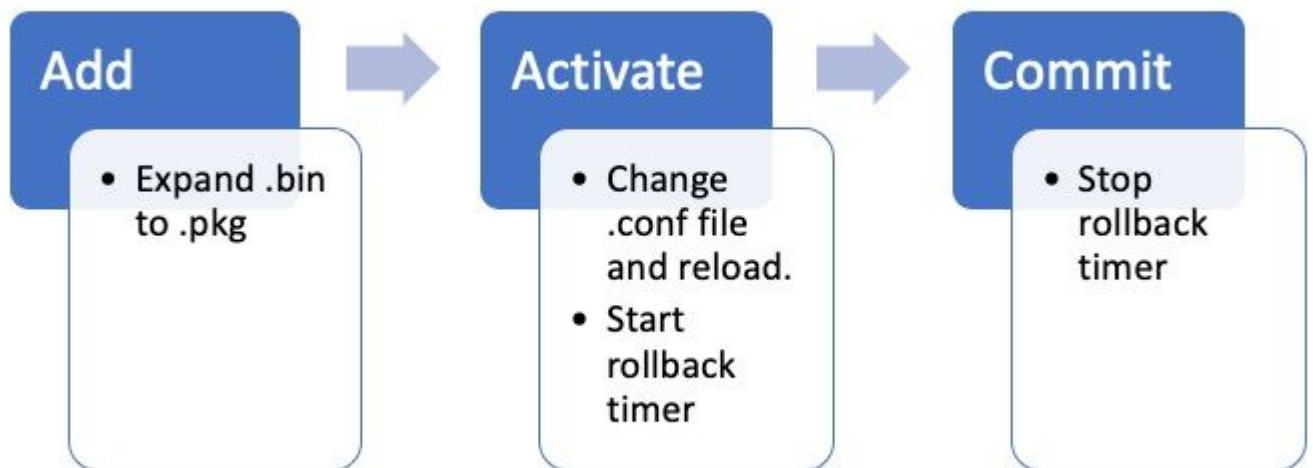 Add
• Expand .bin
to .pkg
Activate
• Change
.conf file
and reload.
• Start
rollback
timer
Commit
• Stop
rollback
timer